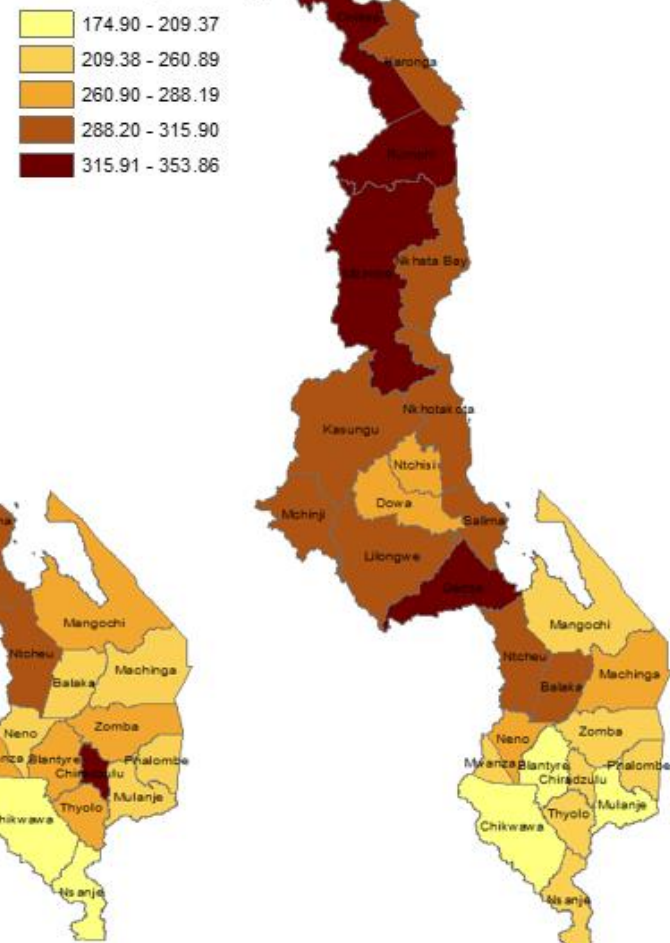 174.90 - 209.37
209.38 - 260.89
260.90 - 288.19
288.20 - 315.90
315.91 - 353.86
Karonga
Nkhata Bay
Nkhotakota
Kasungu
Ntchisi
Dowa
Mchinji
Salima
Lilongwe
Mangochi
Ntcheu
Balaka
Machinga
Neno
Zomba
Blantyre
Phalombe
Thyolo
Mulanje
Nsanje
Mangochi
Ntcheu
Balaka
Machinga
Neno
Zomba
Mwanza
Blantyre
Phalombe
Chiradzulu
Thyolo
Mulanje
Chikwawa
Nsanje